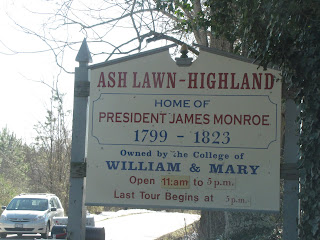 ASH LAWN-HIGHLAND
HOME OF
PRESIDENT JAMES MONROE
1799 - 1823
Owned by the College of
WILLIAM & MARY
Open 11:am to 5 p.m.
Last Tour Begins at 5 p.m.